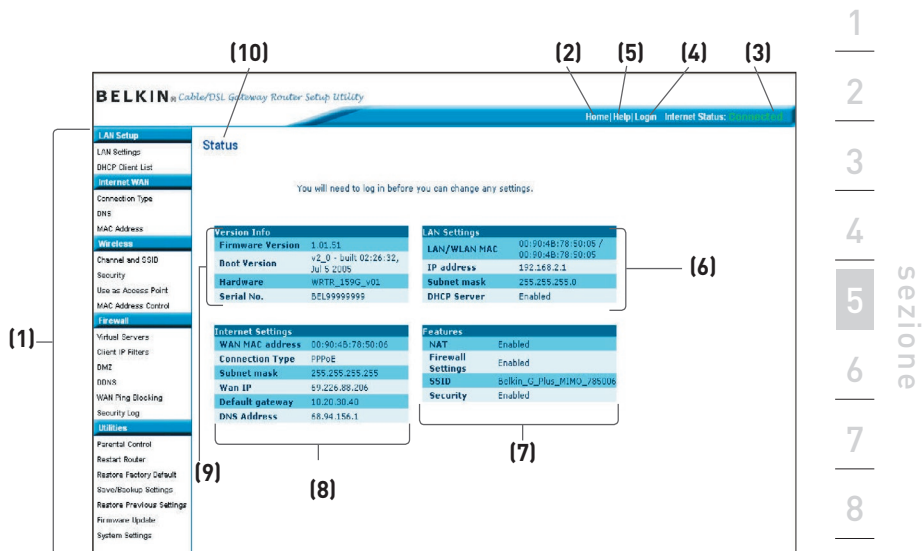 1
(10)
(2)
(5)
(4)
(3)
2
BELKIN® Cable/DSL Gateway Router Setup Utility
Home|Help|Login Internet Status: Connected
LAN Setup
LAN Settings
DHCP Client List
Internet WAN
Connection Type
DNS
MAC Address
Wireless
Channel and SSID
Security
Use as Access Point
MAC Address Control
Firewall
Virtual Servers
Client IP Filters
DMZ
DDNS
WAN Ping Blocking
Security Log
Utilities
Parental Control
Restart Router
Restore Factory Default
Save/Backup Settings
Restore Previous Settings
Firmware Update
System Settings
(1)
Status
You will need to log in before you can change any settings.
Version Info
Firmware Version 1.01.51
Boot Version v2_0 - built 02:26:32,
Jul 5 2005
Hardware WRTR_159G_v01
Serial No. BEL99999999
(9)
LAN Settings
LAN/WLAN MAC 00:90:4B:78:50:05 /
00:90:4B:78:50:05
IP address 192.168.2.1
Subnet mask 255.255.255.0
DHCP Server Enabled
(6)
Internet Settings
WAN MAC address 00:90:4B:78:50:06
Connection Type PPPoE
Subnet mask 255.255.255.255
Wan IP 69.226.88.206
Default gateway 10.20.30.40
DNS Address 68.94.156.1
(8)
Features
NAT Enabled
Firewall
Settings Enabled
SSID Belkin_G_Plus_MIMO_785006
Security Enabled
(7)
3
4
5
6
7
8
sezione